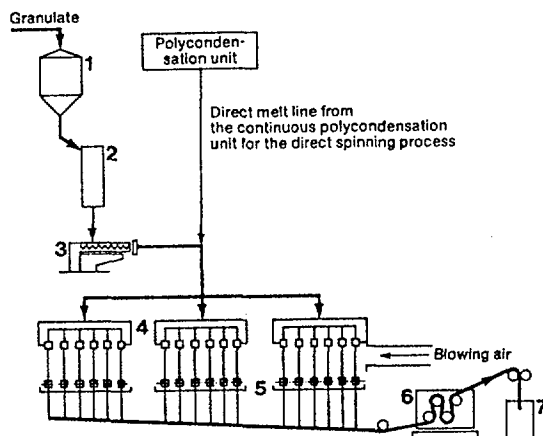 Granulate
1
Polyconden-
sation unit
Direct melt line from
the continuous polycondensation
unit for the direct spinning process
2
3
4
Blowing air
5
6
7